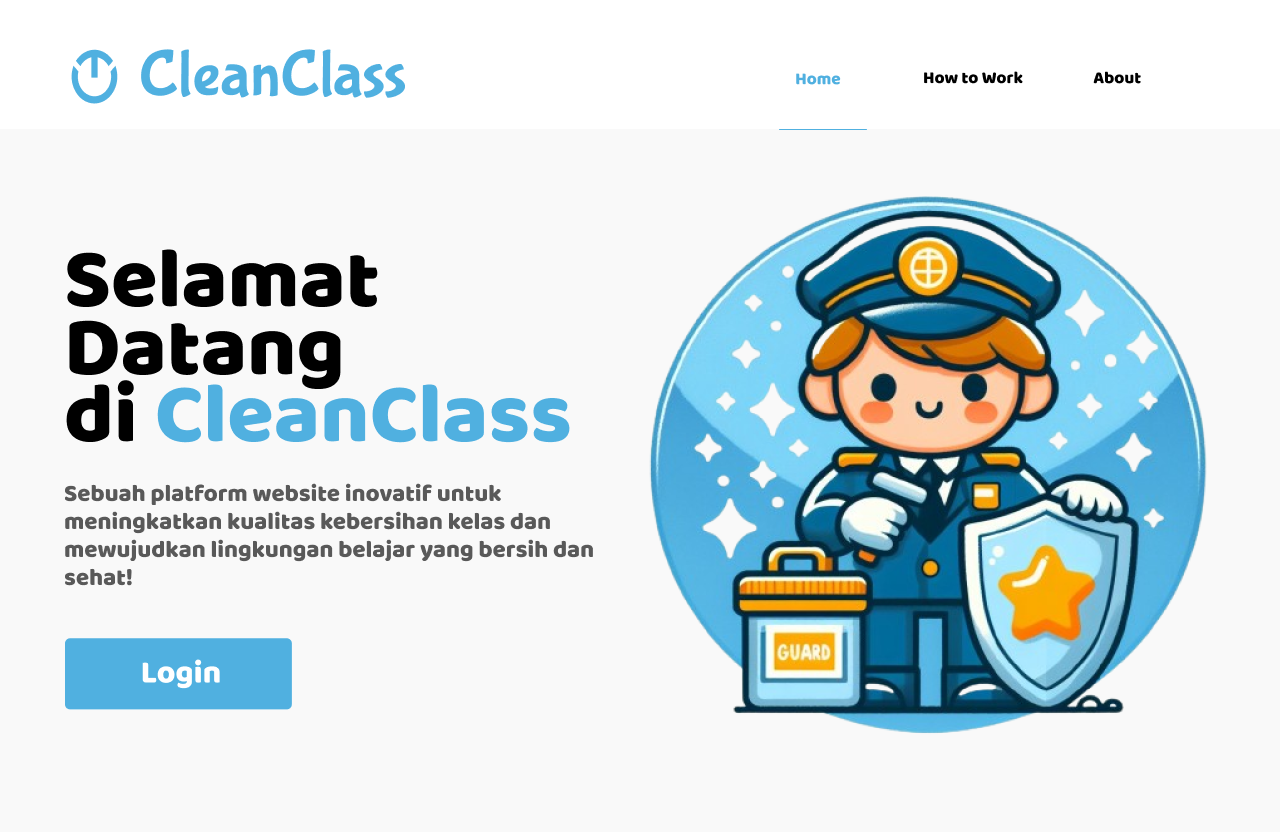 CleanClass
Home
How to Work
About
Selamat
Datang
di CleanClass
Sebuah platform website inovatif untuk
meningkatkan kualitas kebersihan kelas dan
mewujudkan lingkungan belajar yang bersih dan
sehat!
Login
GUARD